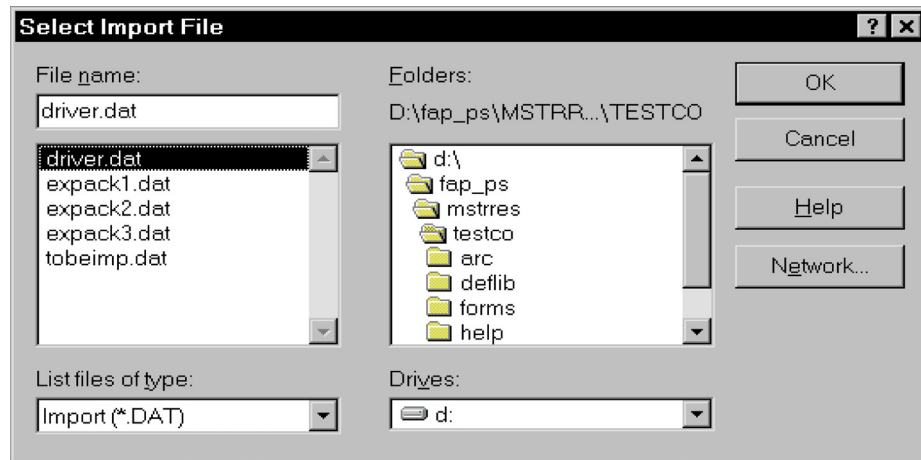 Select Import File
File name:
driver.dat
driver.dat
expack1.dat
expack2.dat
expack3.dat
tobeimp.dat
List files of type:
Import (*.DAT)
Folders:
D:\fap_ps\MSTRR...\TESTCO
d:\
fap_ps
mstrres
testco
arc
deflib
forms
help
Drives:
d:
OK
Cancel
Help
Network...